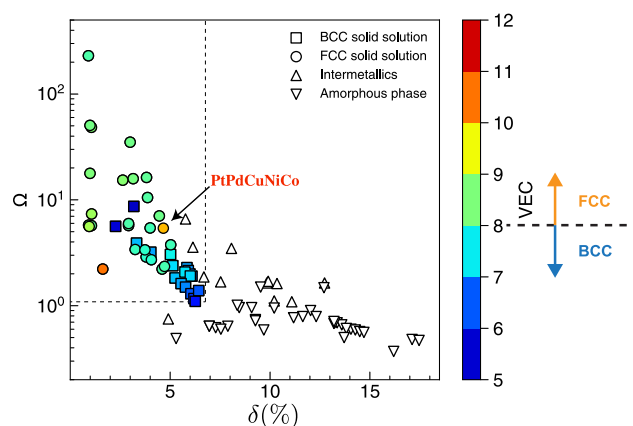 BCC solid solution
FCC solid solution
Intermetallics
Amorphous phase
PtPdCuNiCo
Ω
10²
10¹
10⁰
0 5 10 15
δ(%)
12
11
10
9
8
7
6
5
VEC
FCC
BCC